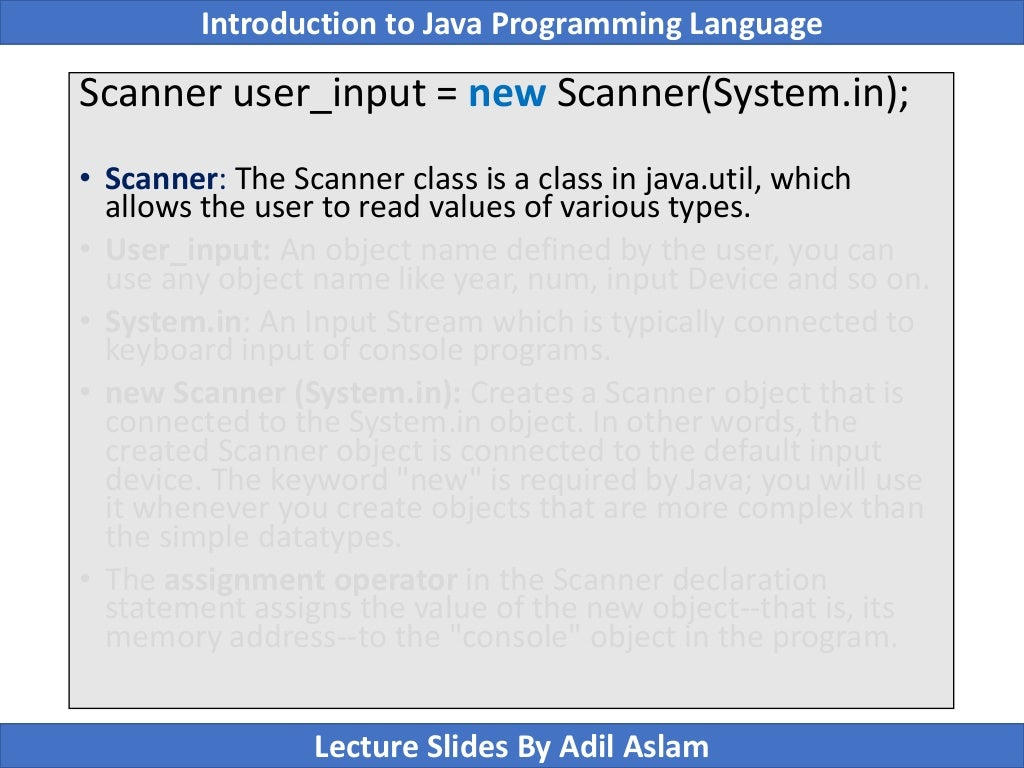 Introduction to Java Programming Language
Scanner user_input = new Scanner(System.in);
• Scanner: The Scanner class is a class in java.util, which
allows the user to read values of various types.
• User_input: An object name defined by the user, you can
use any object name like year, num, input Device and so on.
• System.in: An Input Stream which is typically connected to
keyboard input of console programs.
• new Scanner (System.in): Creates a Scanner object that is
connected to the System.in object. In other words, the
created Scanner object is connected to the default input
device. The keyword "new" is required by Java; you will use
it whenever you create objects that are more complex than
the simple datatypes.
• The assignment operator in the Scanner declaration
statement assigns the value of the new object--that is, its
memory address--to the "console" object in the program.
Lecture Slides By Adil Aslam